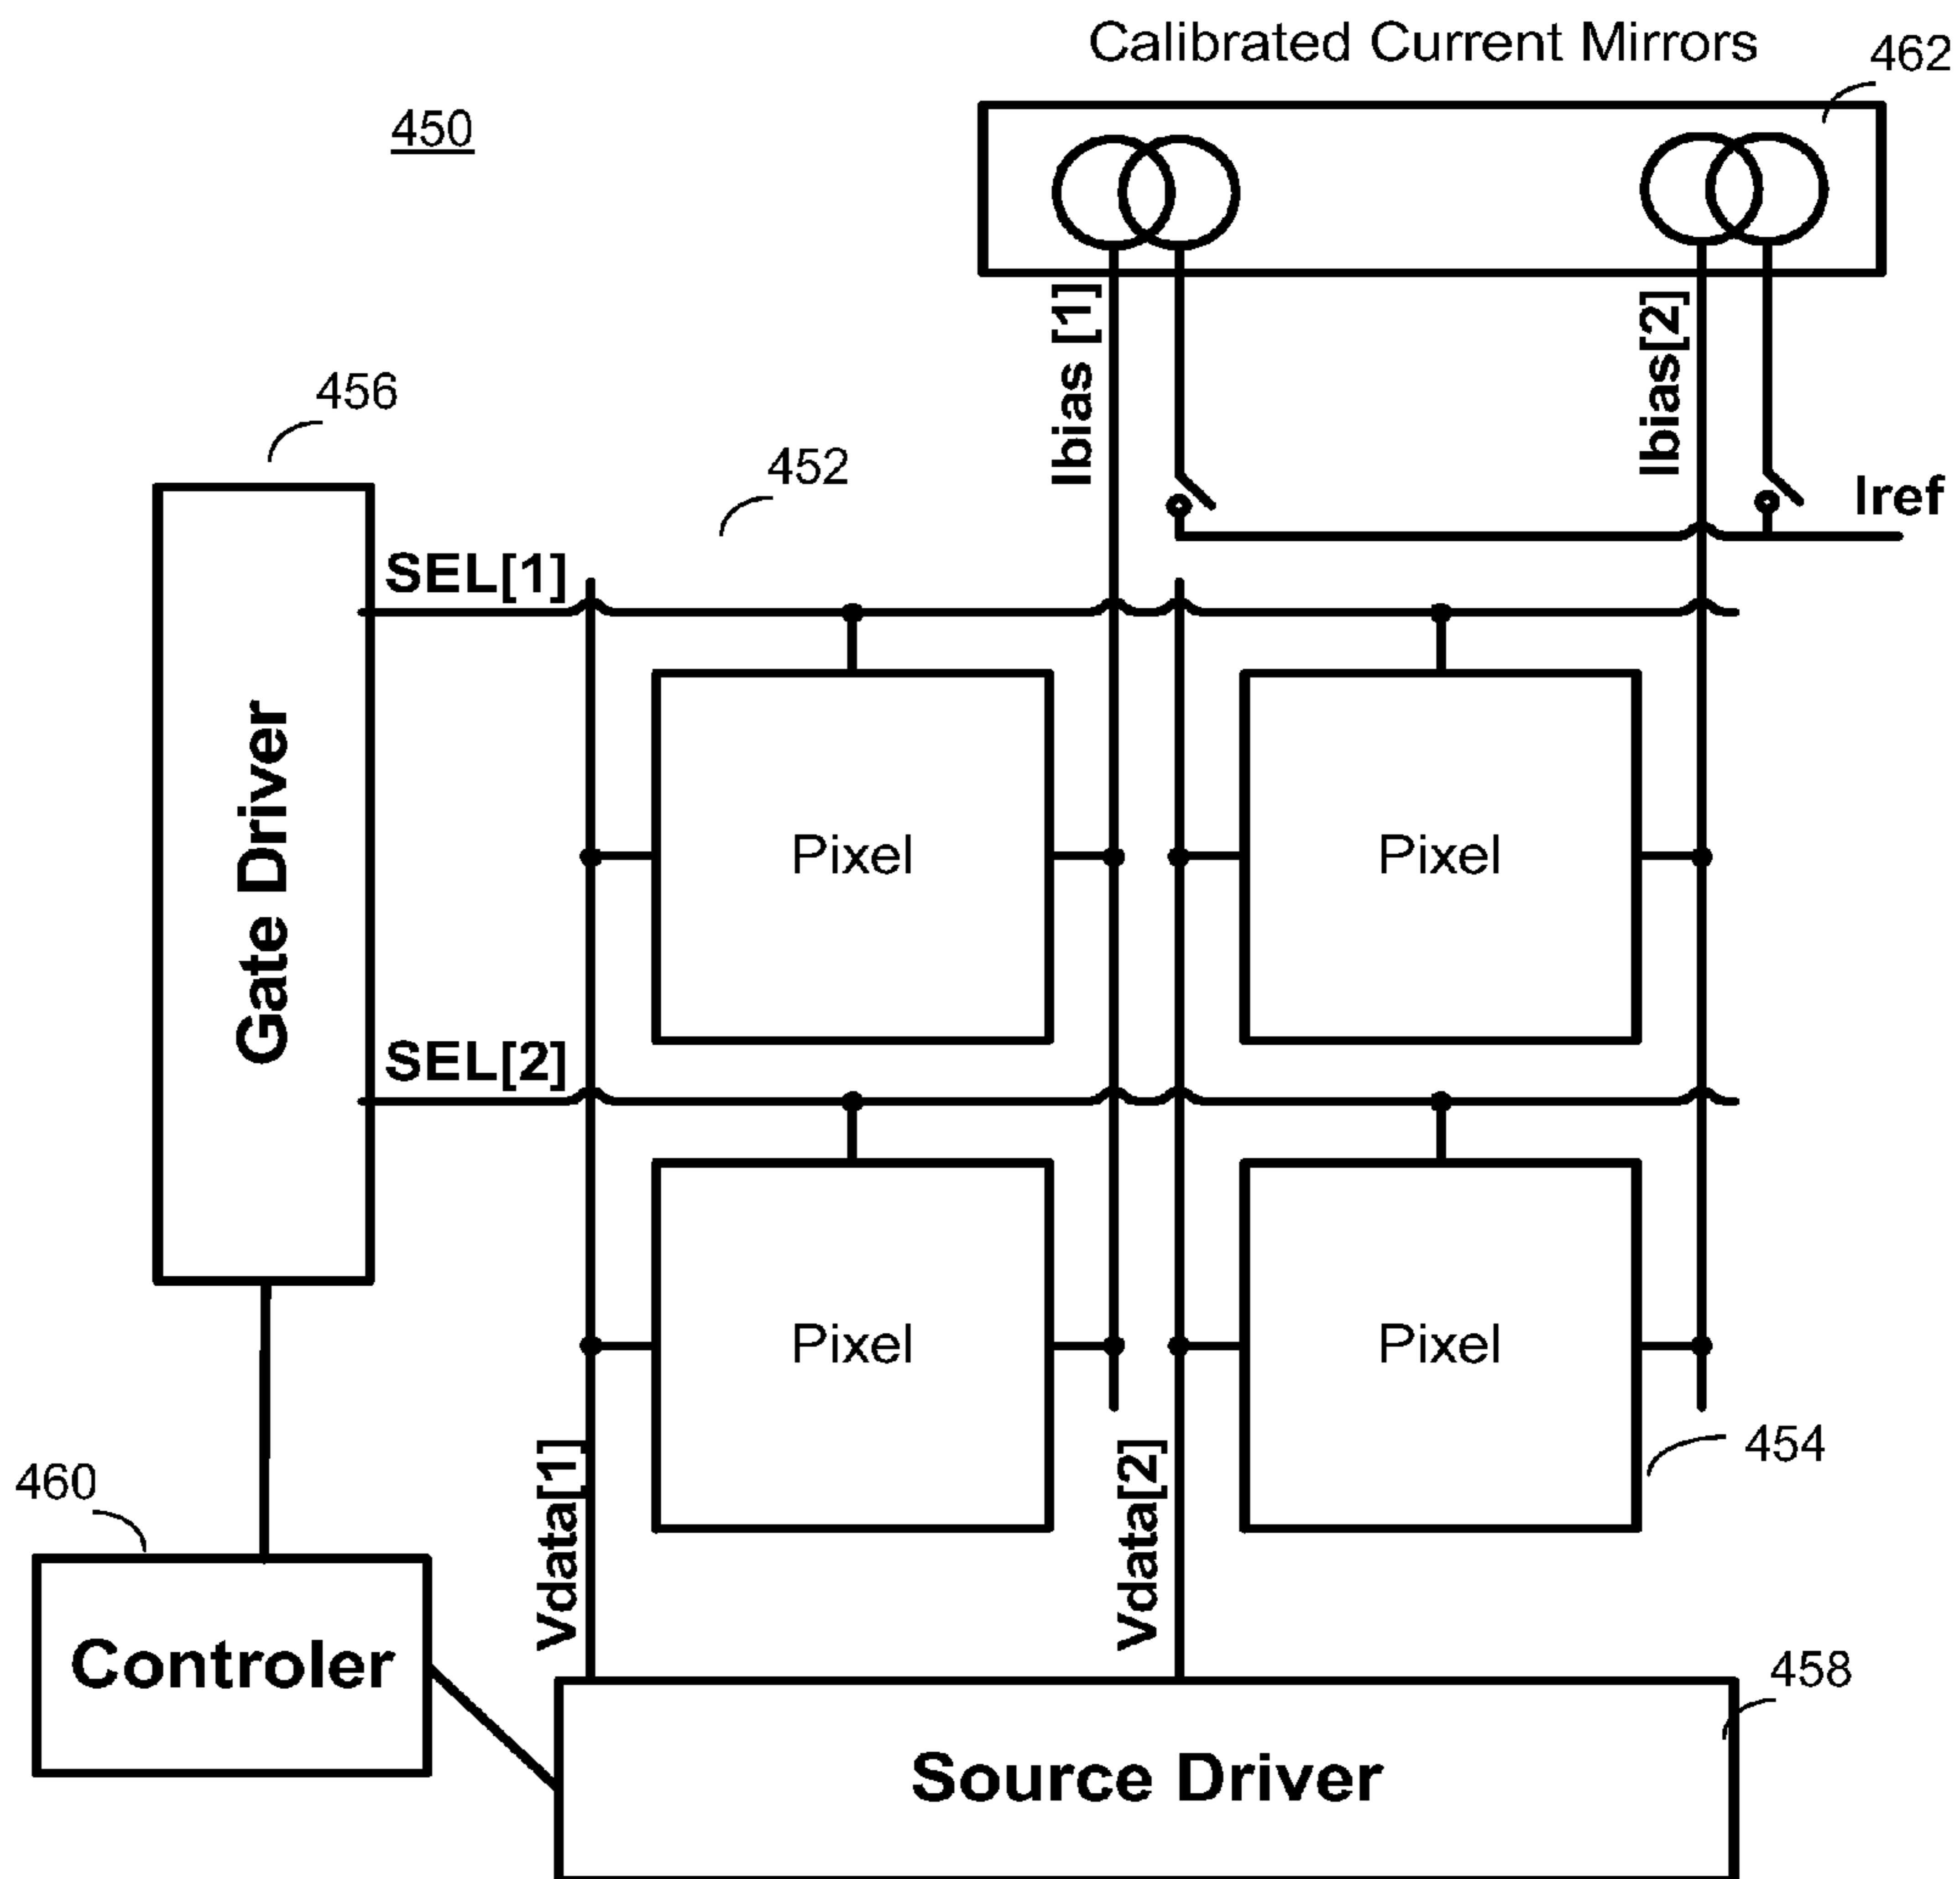 Calibrated Current Mirrors
462
450
Ibias [1]
Ibias[2]
456
452
Iref
SEL[1]
Gate Driver
Pixel
Pixel
SEL[2]
Pixel
Pixel
454
460
Vdata[1]
Vdata[2]
Controler
458
Source Driver